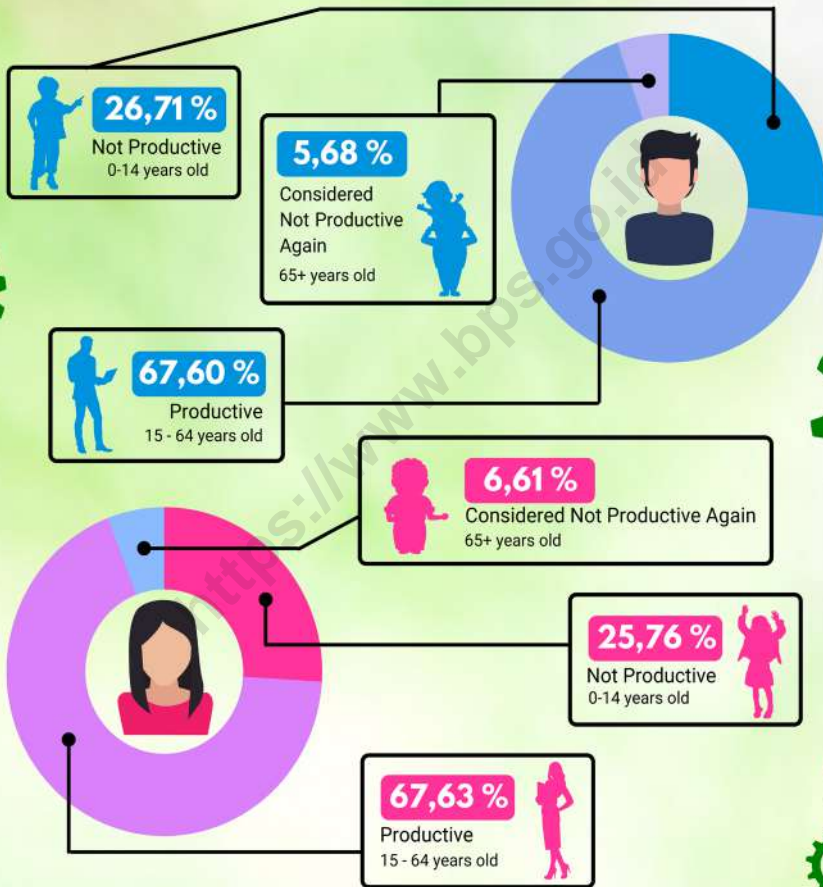 26,71 %
Not Productive
0-14 years old
5,68 %
Considered
Not Productive
Again
65+ years old
67,60 %
Productive
15 - 64 years old
6,61 %
Considered Not Productive Again
65+ years old
25,76 %
Not Productive
0-14 years old
67,63 %
Productive
15 - 64 years old
https://www.bps.go.id